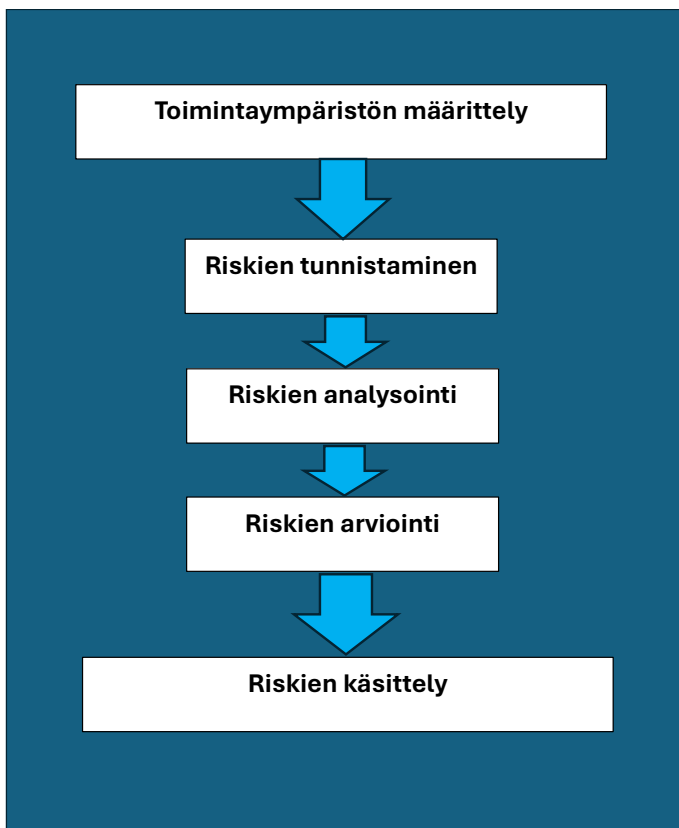 Toimintaympäristön määrittely
Riskien tunnistaminen
Riskien analysointi
Riskien arviointi
Riskien käsittely